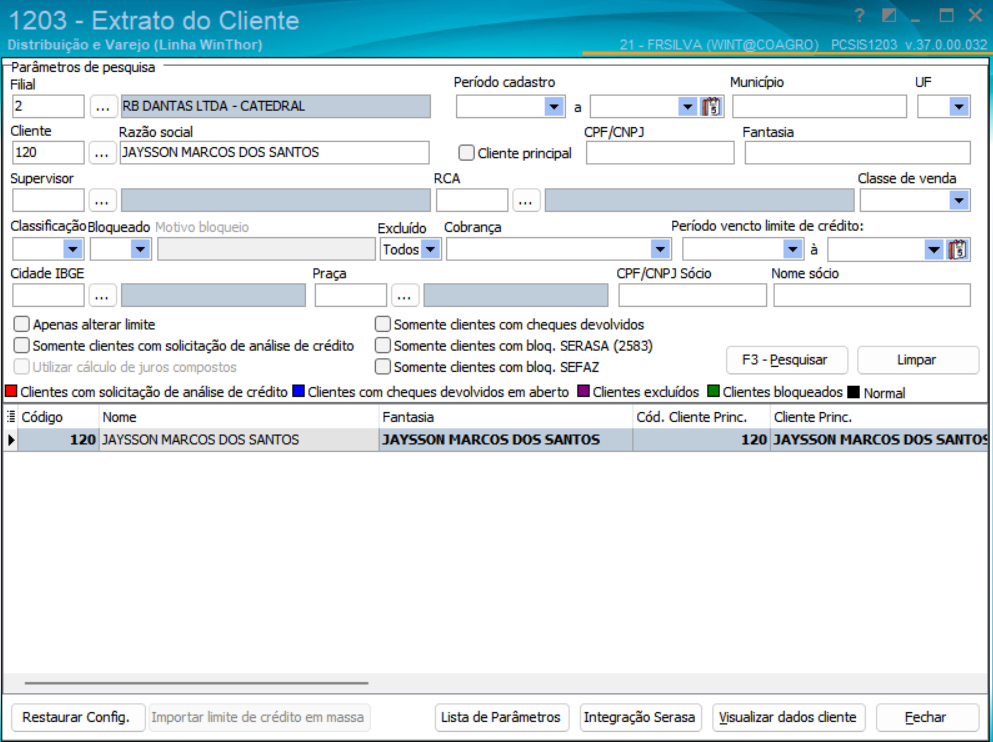 1203 - Extrato do Cliente
Distribuição e Varejo (Linha WinThor)
21 - FRSILVA (WINT@COAGRO) PCSIS1203 v.37.0.00.032
Parâmetros de pesquisa
Filial Período cadastro Município UF
2 ... RB DANTAS LTDA - CATEDRAL a
Cliente Razão social CPF/CNPJ Fantasia
120 ... JAYSSON MARCOS DOS SANTOS Cliente principal
Supervisor RCA Classe de venda
... ...
Classificação Bloqueado Motivo bloqueio Excluído Cobrança Período vencto limite de crédito:
Todos à
Cidade IBGE Praça CPF/CNPJ Sócio Nome sócio
... ...
Apenas alterar limite Somente clientes com cheques devolvidos
Somente clientes com solicitação de análise de crédito Somente clientes com bloq. SERASA (2583)
Utilizar cálculo de juros compostos Somente clientes com bloq. SEFAZ
F3 - Pesquisar Limpar
Clientes com solicitação de análise de crédito Clientes com cheques devolvidos em aberto Clientes excluídos Clientes bloqueados Normal
Código Nome Fantasia Cód. Cliente Princ. Cliente Princ.
120 JAYSSON MARCOS DOS SANTOS JAYSSON MARCOS DOS SANTOS 120 JAYSSON MARCOS DOS SANTOS
Restaurar Config. Importar limite de crédito em massa Lista de Parâmetros Integração Serasa Visualizar dados cliente Fechar